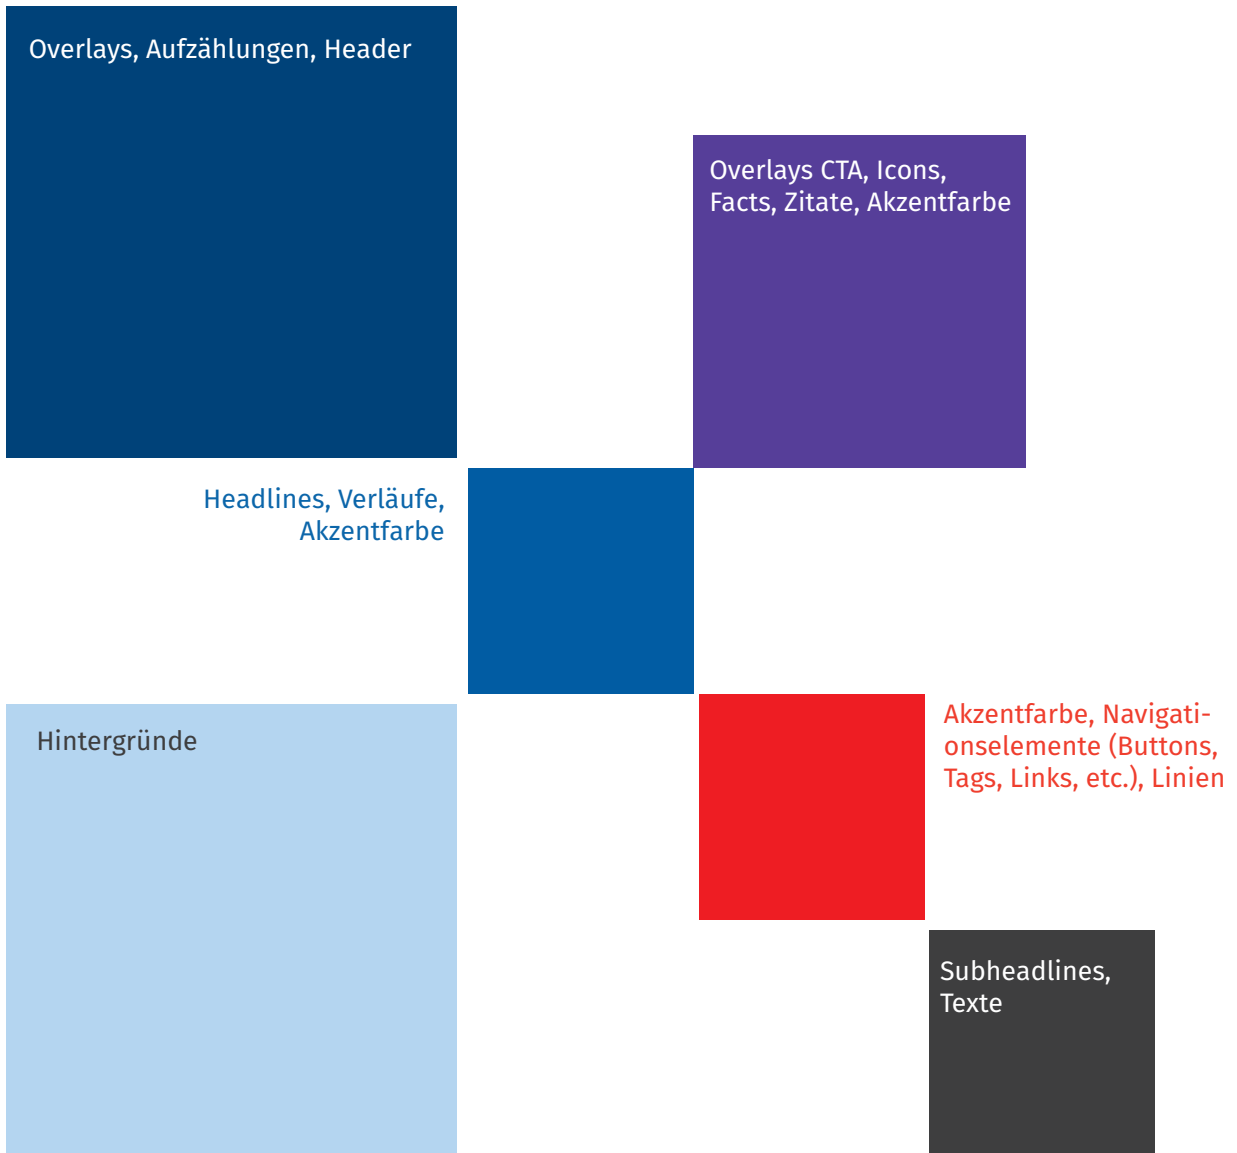 Overlays, Aufzählungen, Header
Overlays CTA, Icons,
Facts, Zitate, Akzentfarbe
Headlines, Verläufe,
Akzentfarbe
Akzentfarbe, Navigati-
onselemente (Buttons,
Tags, Links, etc.), Linien
Hintergründe
Subheadlines,
Texte